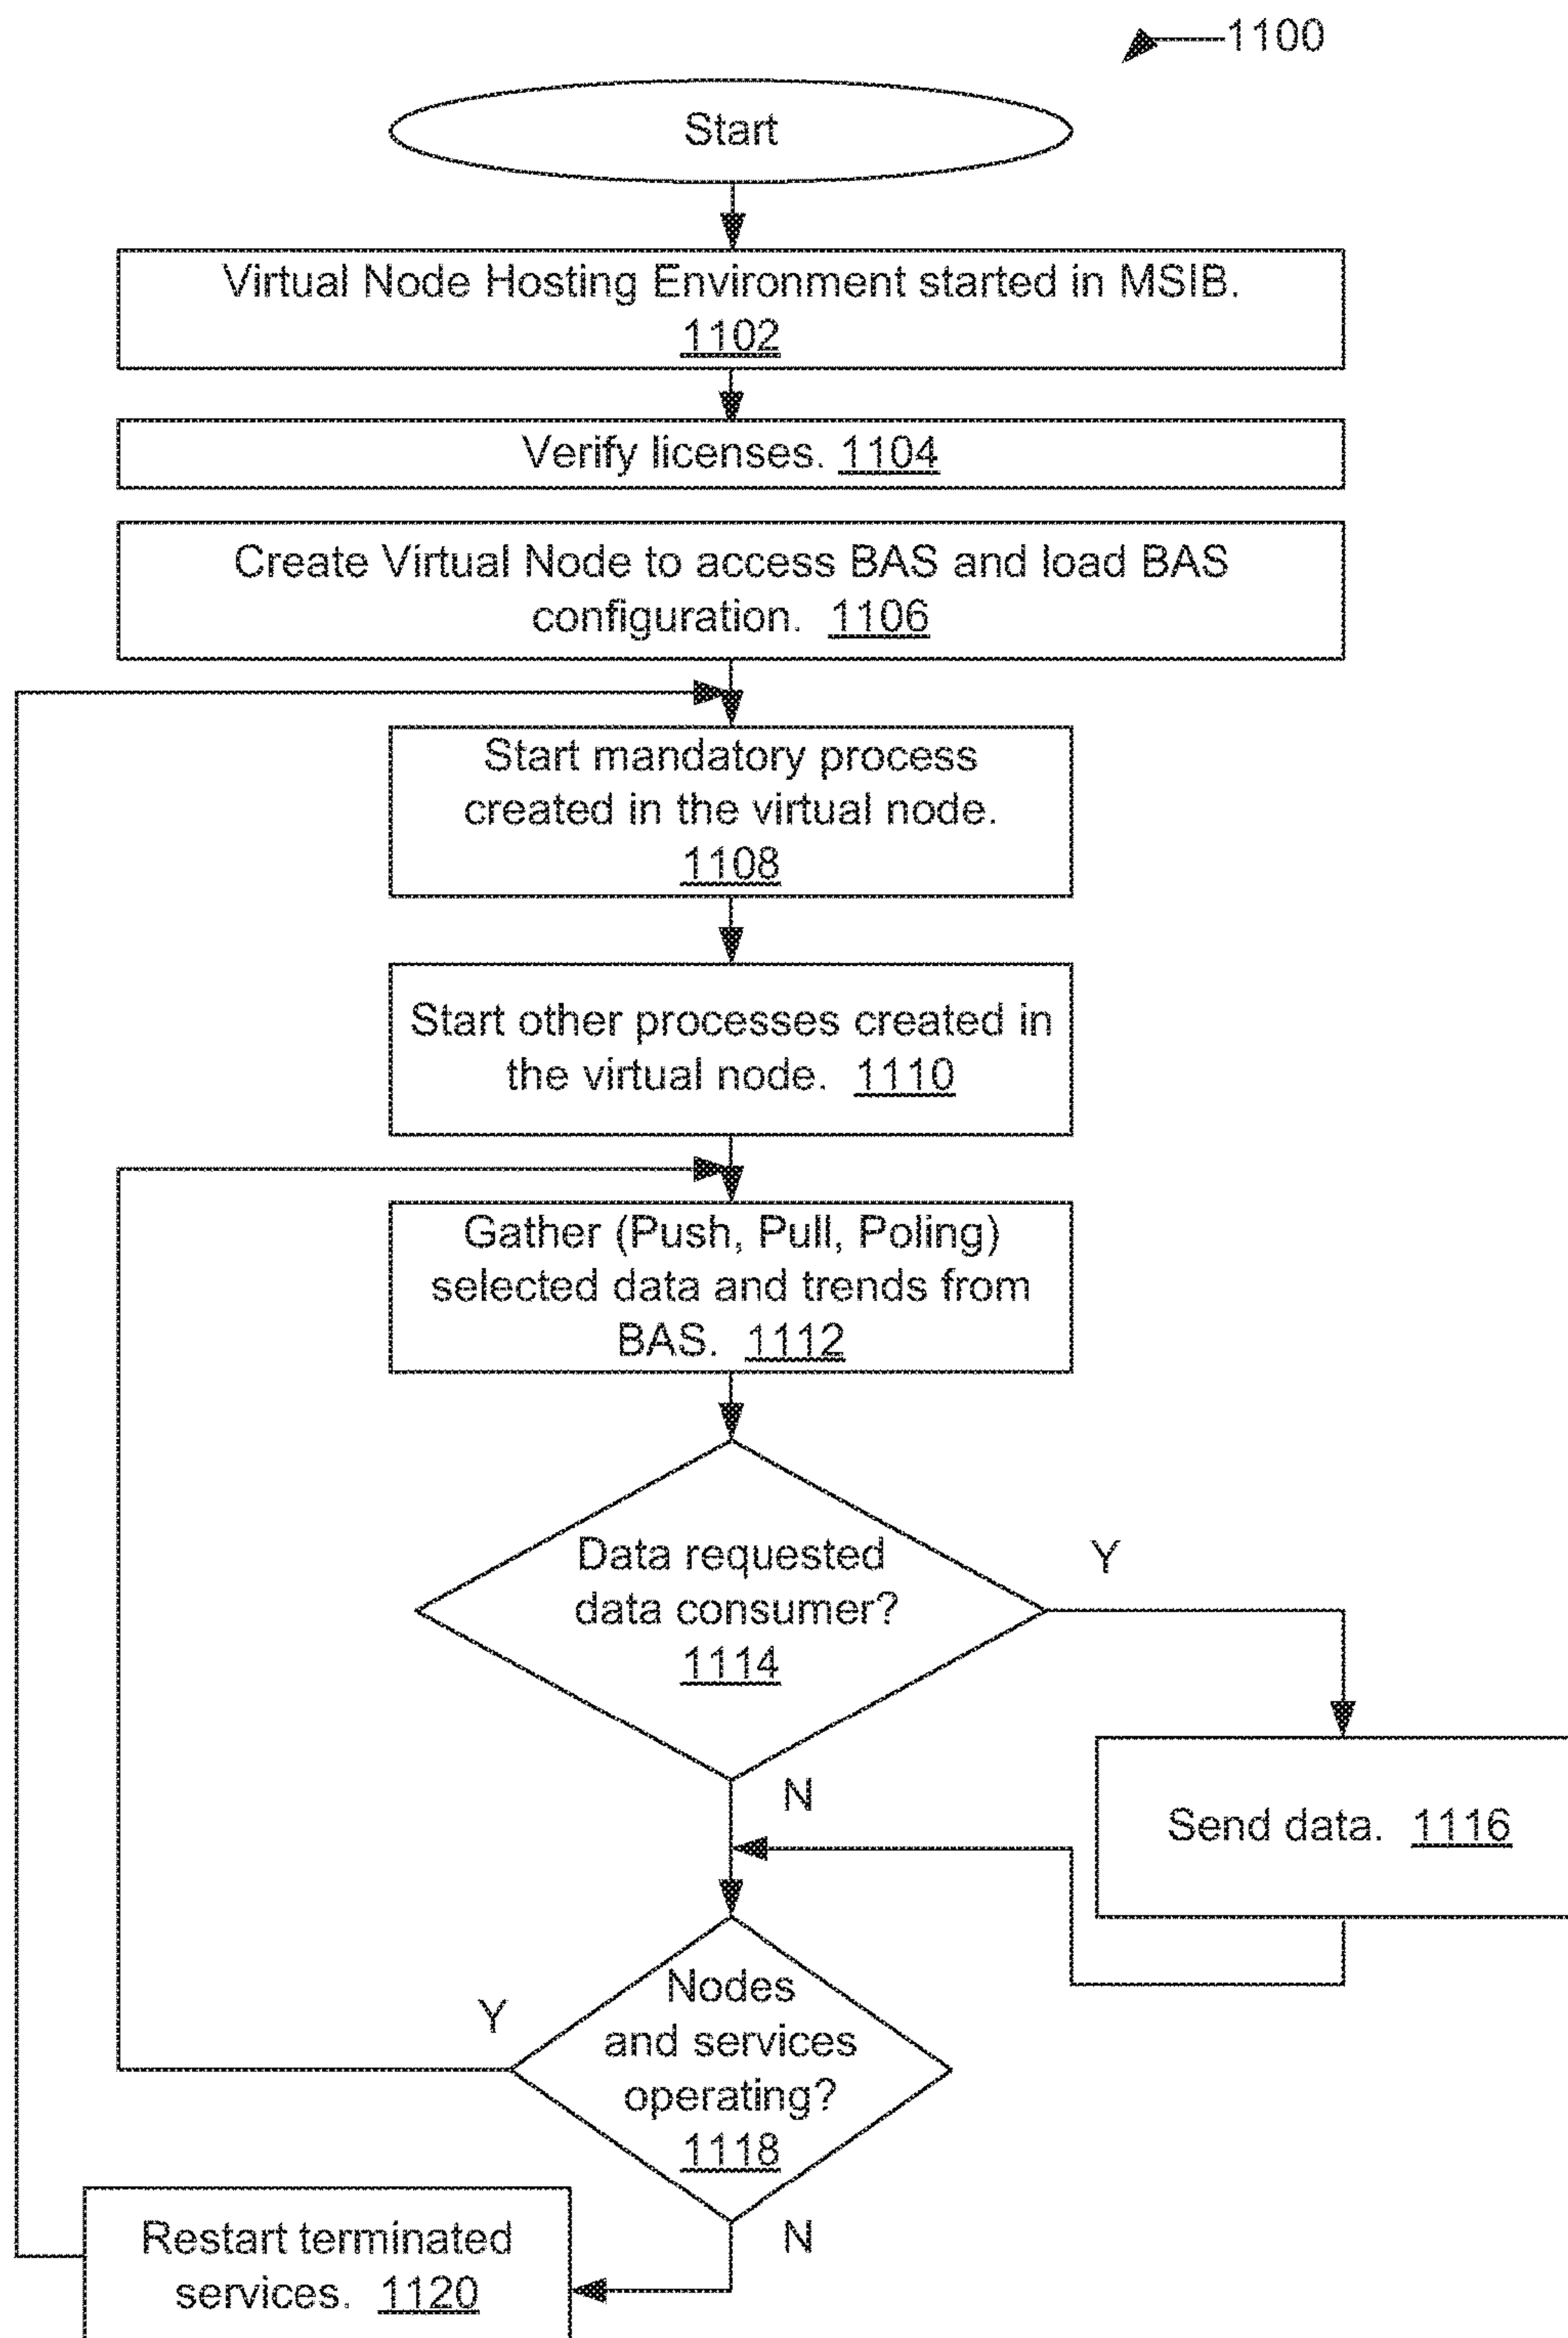 1100
Start
Virtual Node Hosting Environment started in MSIB.
1102
Verify licenses. 1104
Create Virtual Node to access BAS and load BAS
configuration. 1106
Start mandatory process
created in the virtual node.
1108
Start other processes created in
the virtual node. 1110
Gather (Push, Pull, Poling)
selected data and trends from
BAS. 1112
Data requested
data consumer?
1114
Y
N
Send data. 1116
Nodes
and services
operating?
1118
Y
N
Restart terminated
services. 1120